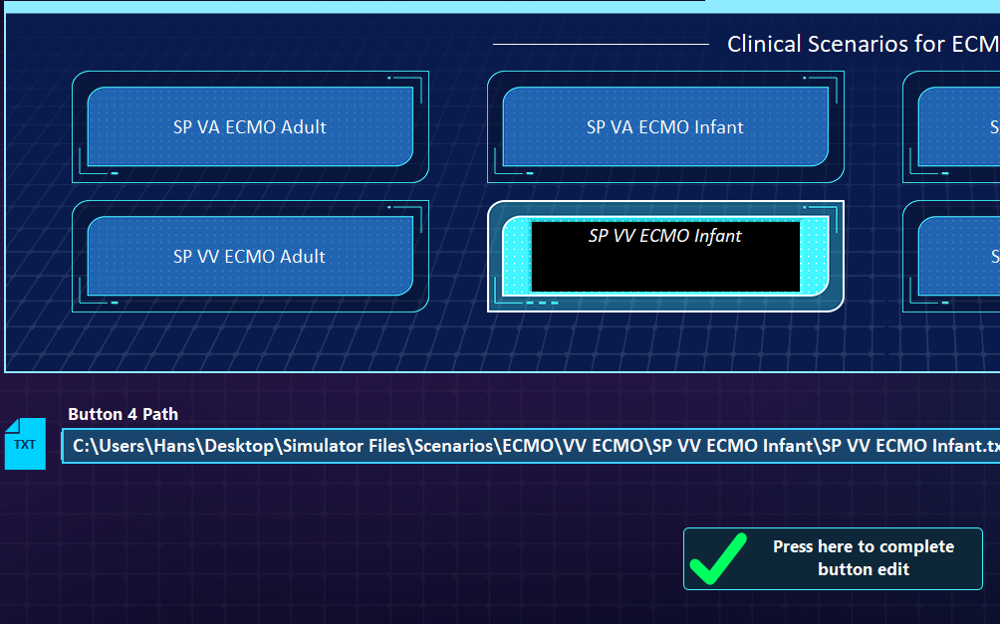 Clinical Scenarios for ECM
SP VA ECMO Adult
SP VA ECMO Infant
S
SP VV ECMO Adult
SP VV ECMO Infant
S
Button 4 Path
TXT
C:\Users\Hans\Desktop\Simulator Files\Scenarios\ECMO\VV ECMO\SP VV ECMO Infant\SP VV ECMO Infant.tx
Press here to complete
button edit